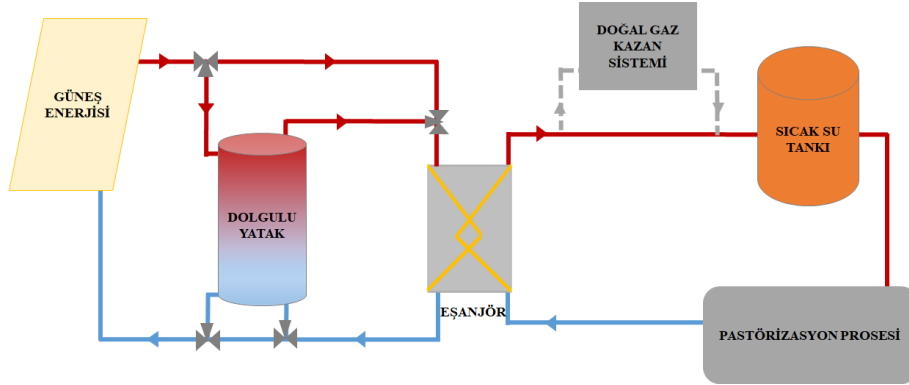 GÜNEŞ
ENERJİSİ
DOLGULU
YATAK
EŞANJÖR
DOĞAL GAZ
KAZAN
SİSTEMİ
SICAK SU
TANKI
PASTÖRİZASYON PROSESİ